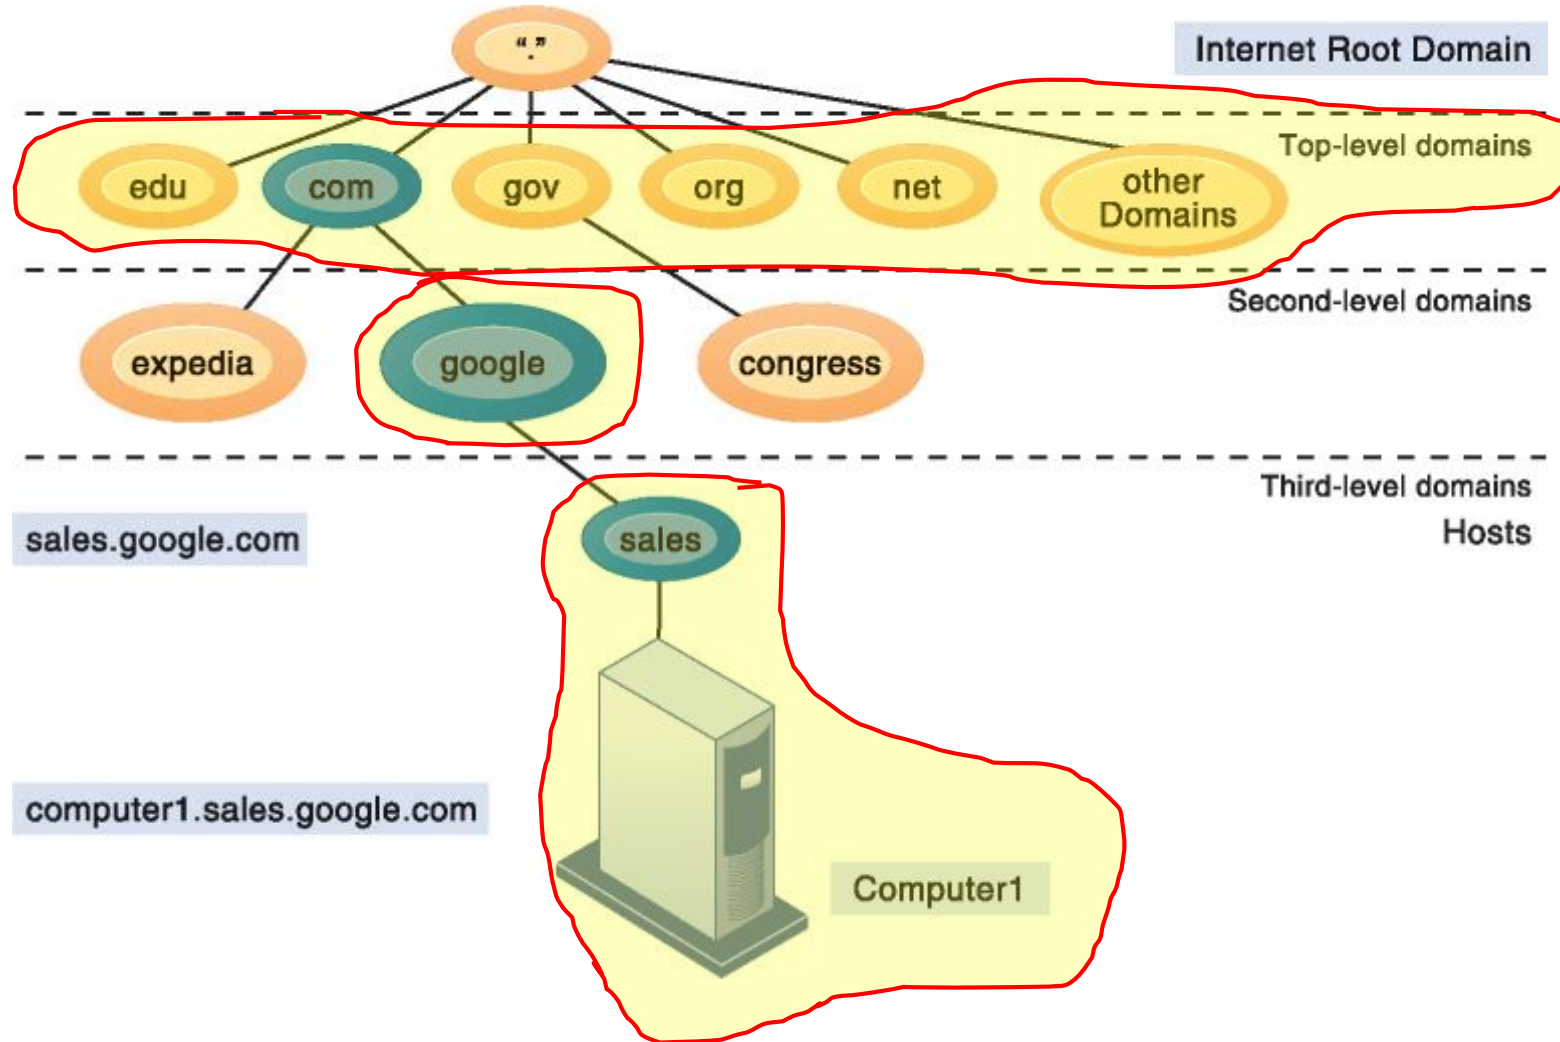 “.”
Internet Root Domain
Top-level domains
edu
com
gov
org
net
other
Domains
Second-level domains
expedia
google
congress
Third-level domains
Hosts
sales.google.com
sales
computer1.sales.google.com
Computer1